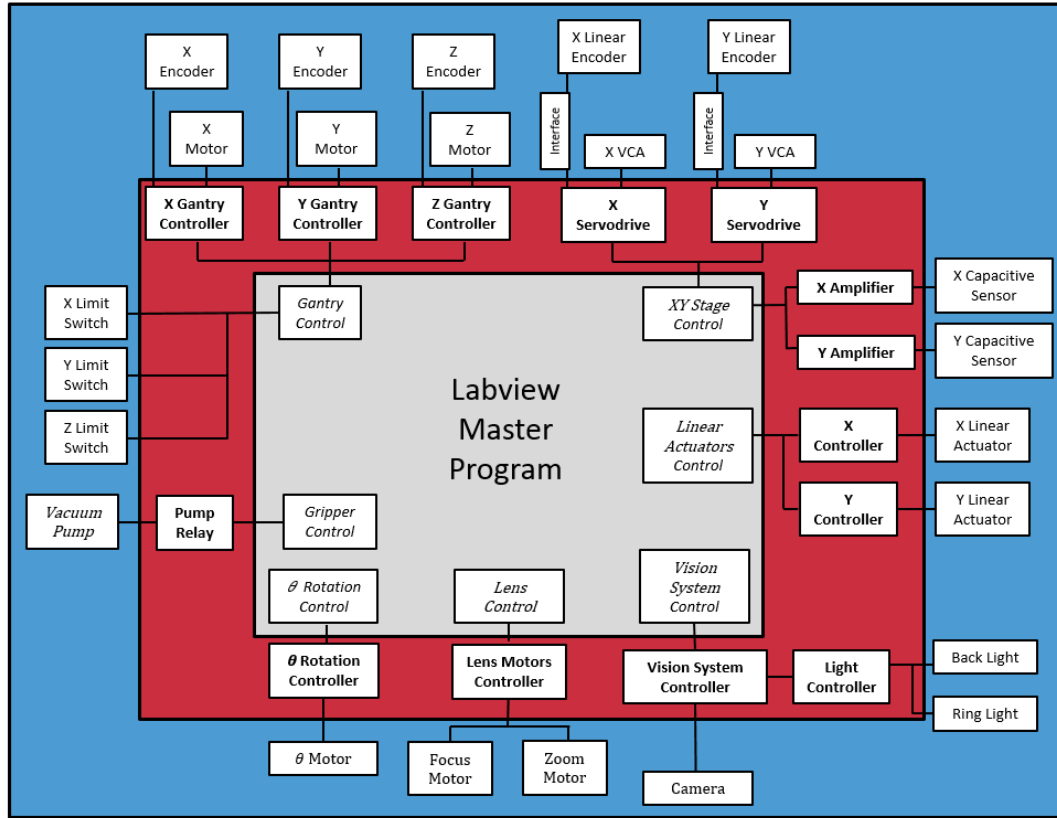 X
Encoder
Y
Encoder
Z
Encoder
X Linear
Encoder
Y Linear
Encoder
X
Motor
Y
Motor
Z
Motor
Interface
X VCA
Interface
Y VCA
X Gantry
Controller
Y Gantry
Controller
Z Gantry
Controller
X
Servodrive
Y
Servodrive
X Limit
Switch
Gantry
Control
XY Stage
Control
X Amplifier
X Capacitive
Sensor
Y Limit
Switch
Y Amplifier
Y Capacitive
Sensor
Z Limit
Switch
Labview
Master
Program
Linear
Actuators
Control
X
Controller
X Linear
Actuator
Vacuum
Pump
Pump
Relay
Gripper
Control
Y
Controller
Y Linear
Actuator
θ Rotation
Control
Lens
Control
Vision
System
Control
θ Rotation
Controller
Lens Motors
Controller
Vision System
Controller
Light
Controller
Back Light
Ring Light
θ Motor
Focus
Motor
Zoom
Motor
Camera